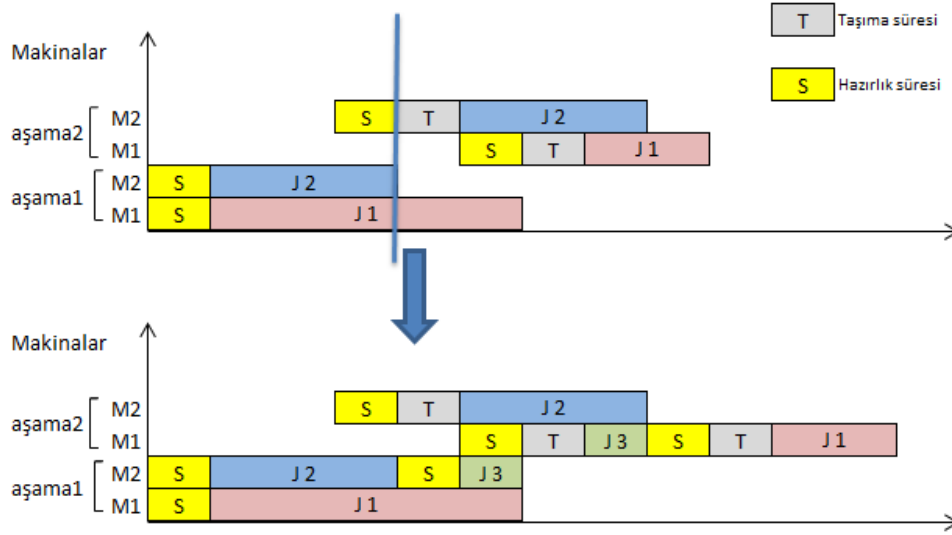 T Taşıma süresi
Makinalar
S Hazırlık süresi
aşama2 M2 S T J 2
M1 S T J 1
aşama1 M2 S J 2
M1 S J 1
Makinalar
aşama2 M2 S T J 2
M1 S T J 3 S T J 1
aşama1 M2 S J 2 S J 3
M1 S J 1